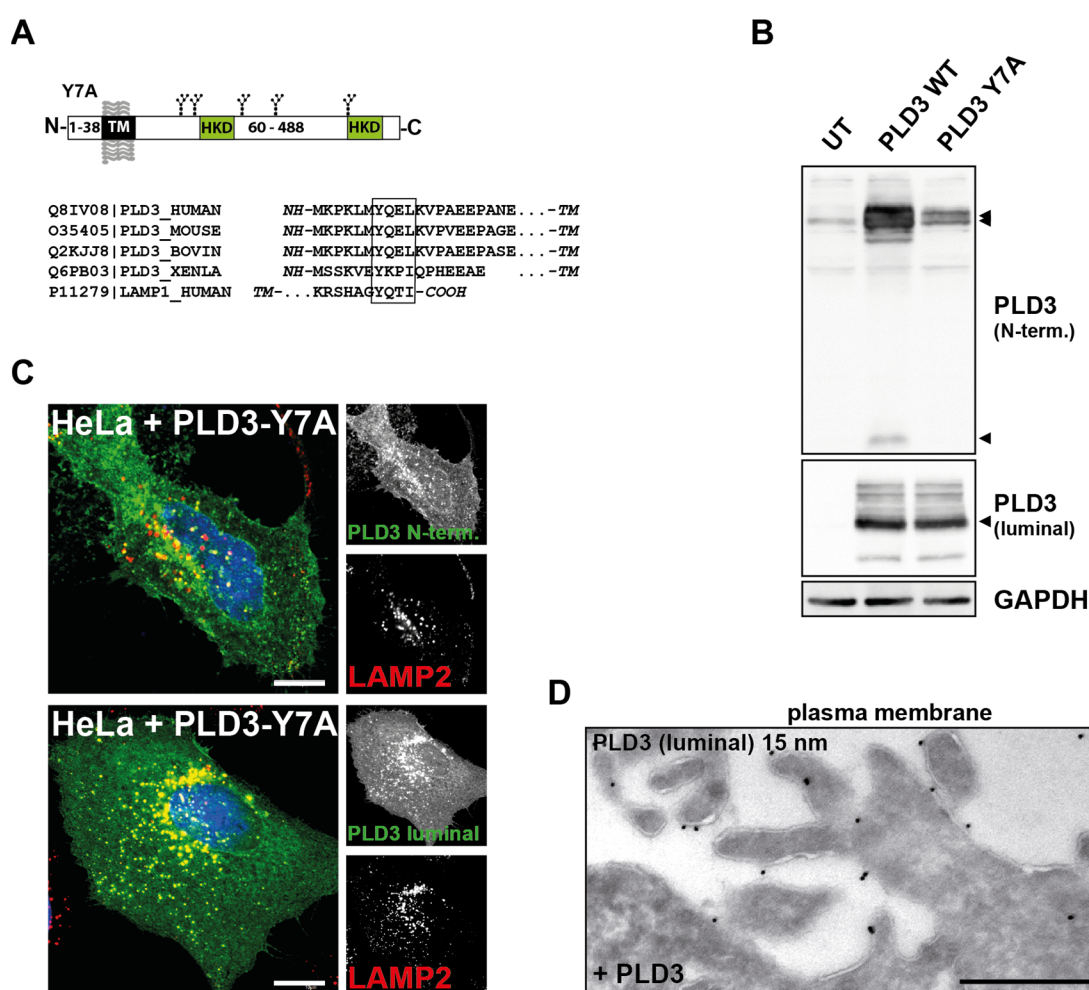 A
Y7A
N- 1-38 TM HKD 60 - 488 HKD -C
Q8IV08|PLD3_HUMAN NH-MKPKLMYQELKVPAEEPANE...-TM
O35405|PLD3_MOUSE NH-MKPKLMYQELKVPVEEPAGE...-TM
Q2KJJ8|PLD3_BOVIN NH-MKPKLMYQELKVPAEEPASE...-TM
Q6PB03|PLD3_XENLA NH-MSSKVEYKPIQPHEEAE ...-TM
P11279|LAMP1_HUMAN TM-...KRSHAGYQTI-COOH
B
UT
PLD3 WT
PLD3 Y7A
PLD3
(N-term.)
PLD3
(luminal)
GAPDH
C
HeLa + PLD3-Y7A
PLD3 N-term.
LAMP2
HeLa + PLD3-Y7A
PLD3 luminal
LAMP2
D
plasma membrane
PLD3 (luminal) 15 nm
+ PLD3